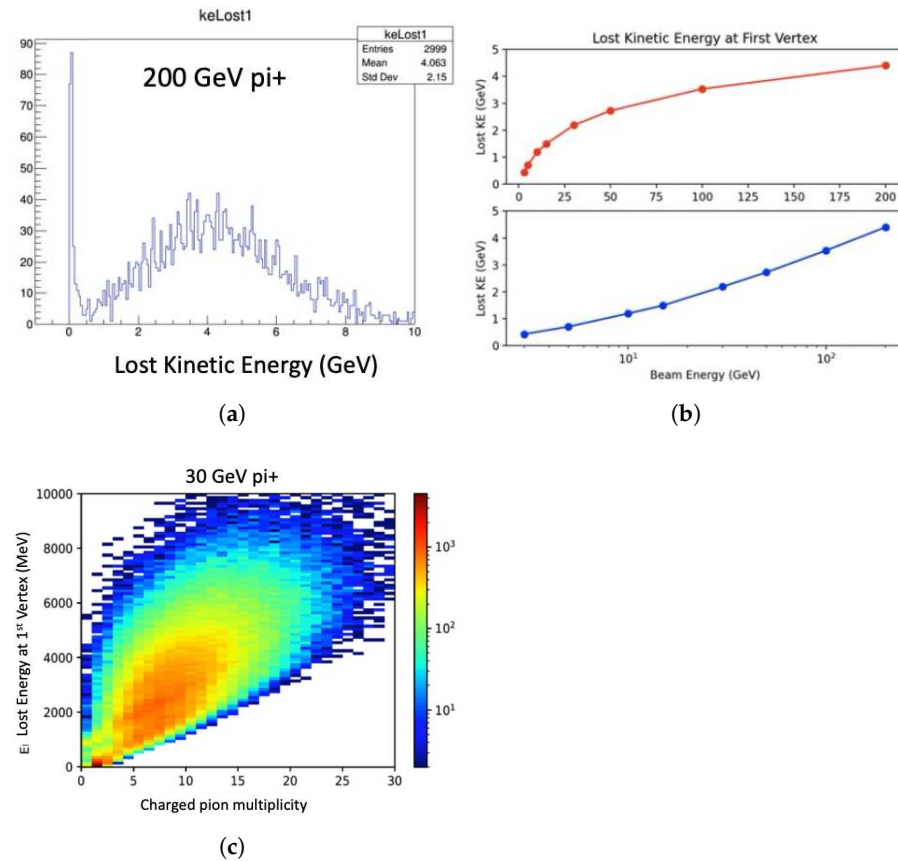 keLost1
keLost1
Entries 2999
Mean 4.063
Std Dev 2.15
200 GeV pi+
90
80
70
60
50
40
30
20
10
0
0 2 4 6 8 10
Lost Kinetic Energy (GeV)
(a)
Lost Kinetic Energy at First Vertex
Lost KE (GeV)
5
4
3
2
1
0
0 25 50 75 100 125 150 175 200
Lost KE (GeV)
5
4
3
2
1
0
10¹ 10²
Beam Energy (GeV)
(b)
30 GeV pi+
El Lost Energy at 1st Vertex (MeV)
10000
8000
6000
4000
2000
0
0 5 10 15 20 25 30
Charged pion multiplicity
10³
10²
10¹
(c)